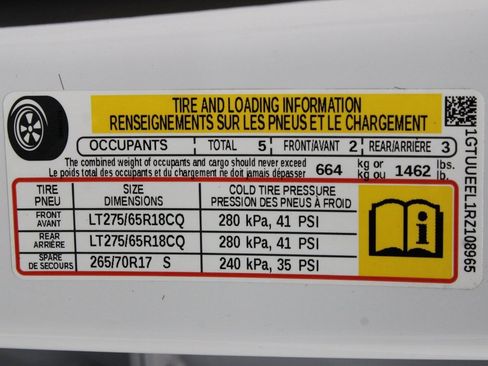 TIRE AND LOADING INFORMATION
RENSEIGNEMENTS SUR LES PNEUS ET LE CHARGEMENT
OCCUPANTS TOTAL 5 FRONT/AVANT 2 REAR/ARRIÈRE 3
The combined weight of occupants and cargo should never exceed
Le poids total des occupants et du chargement ne doit jamais dépasser
664 kg or kg ou 1462 lbs. lb.
TIRE PNEU SIZE DIMENSIONS COLD TIRE PRESSURE PRESSION DES PNEUS À FROID
FRONT AVANT LT275/65R18CQ 280 kPa, 41 PSI
REAR ARRIÈRE LT275/65R18CQ 280 kPa, 41 PSI
SPARE DE SECOURS 265/70R17 S 240 kPa, 35 PSI
1GTUUEEL1RZ108965